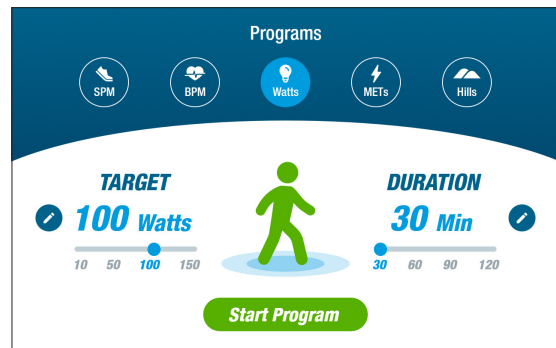 Programs
SPM BPM Watts METs Hills
TARGET
100 Watts
10 50 100 150
DURATION
30 Min
30 60 90 120
Start Program